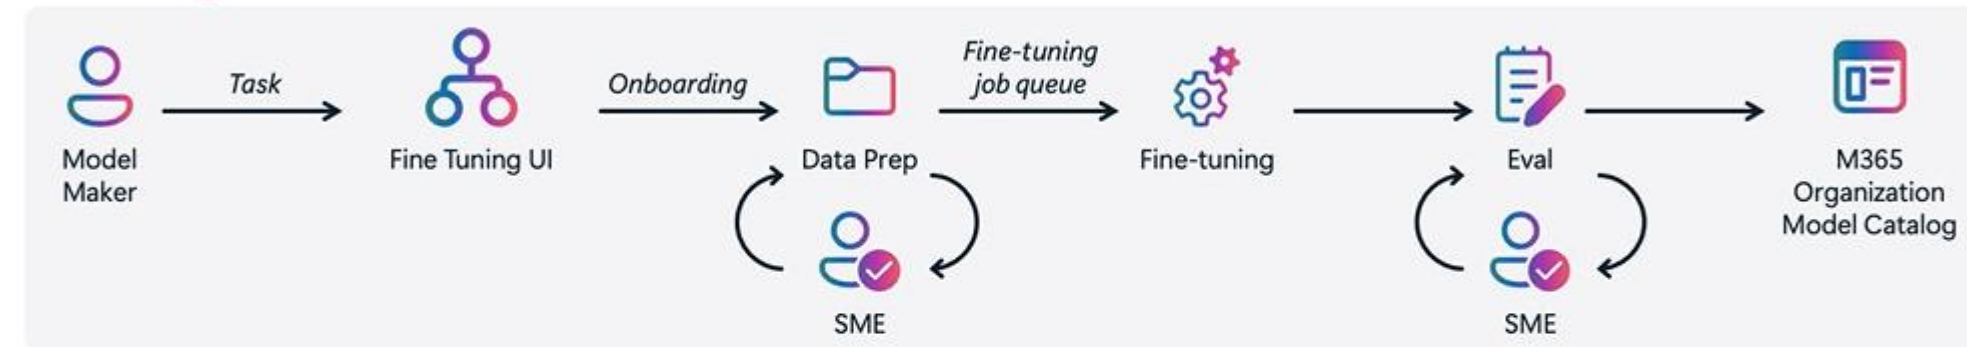 Model
Maker
Task
Fine Tuning UI
Onboarding
Data Prep
SME
Fine-tuning
job queue
Fine-tuning
Eval
SME
M365
Organization
Model Catalog